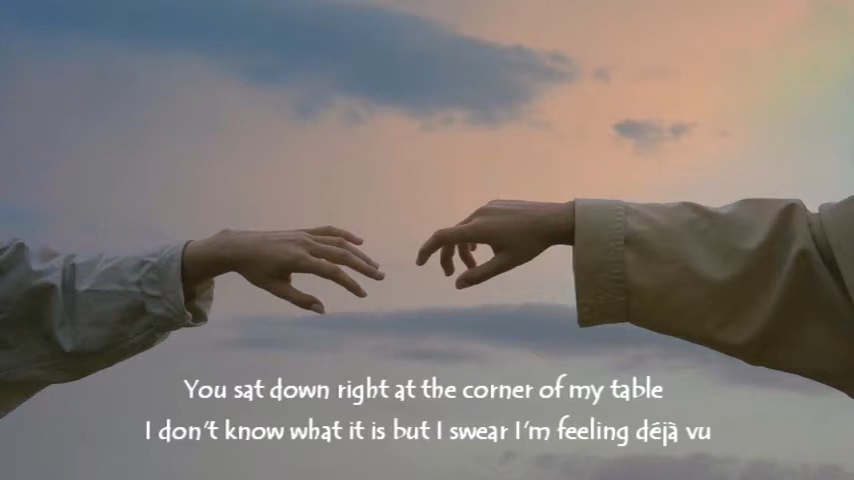 You sat down right at the corner of my table
I don't know what it is but I swear I'm feeling déjà vu